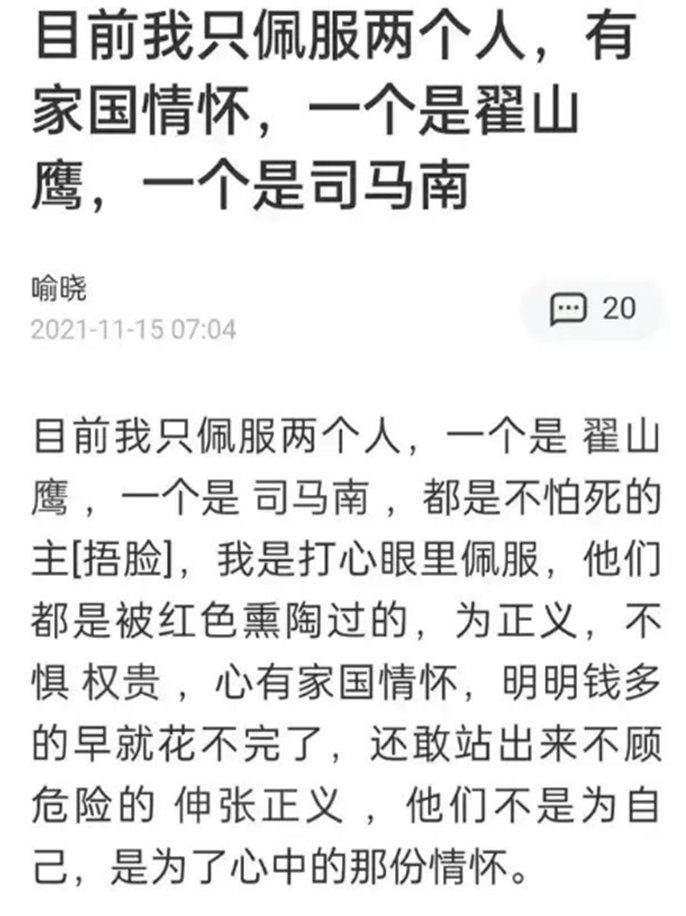 目前我只佩服两个人，有
家国情怀，一个是翟山
鹰，一个是司马南
喻晓
2021-11-15 07:04
20
目前我只佩服两个人，一个是 翟山
鹰 ，一个是 司马南 ，都是不怕死的
主[捂脸]，我是打心眼里佩服，他们
都是被红色熏陶过的，为正义，不
惧 权贵 ，心有家国情怀，明明钱多
的早就花不完了，还敢站出来不顾
危险的 伸张正义 ，他们不是为自
己，是为了心中的那份情怀。